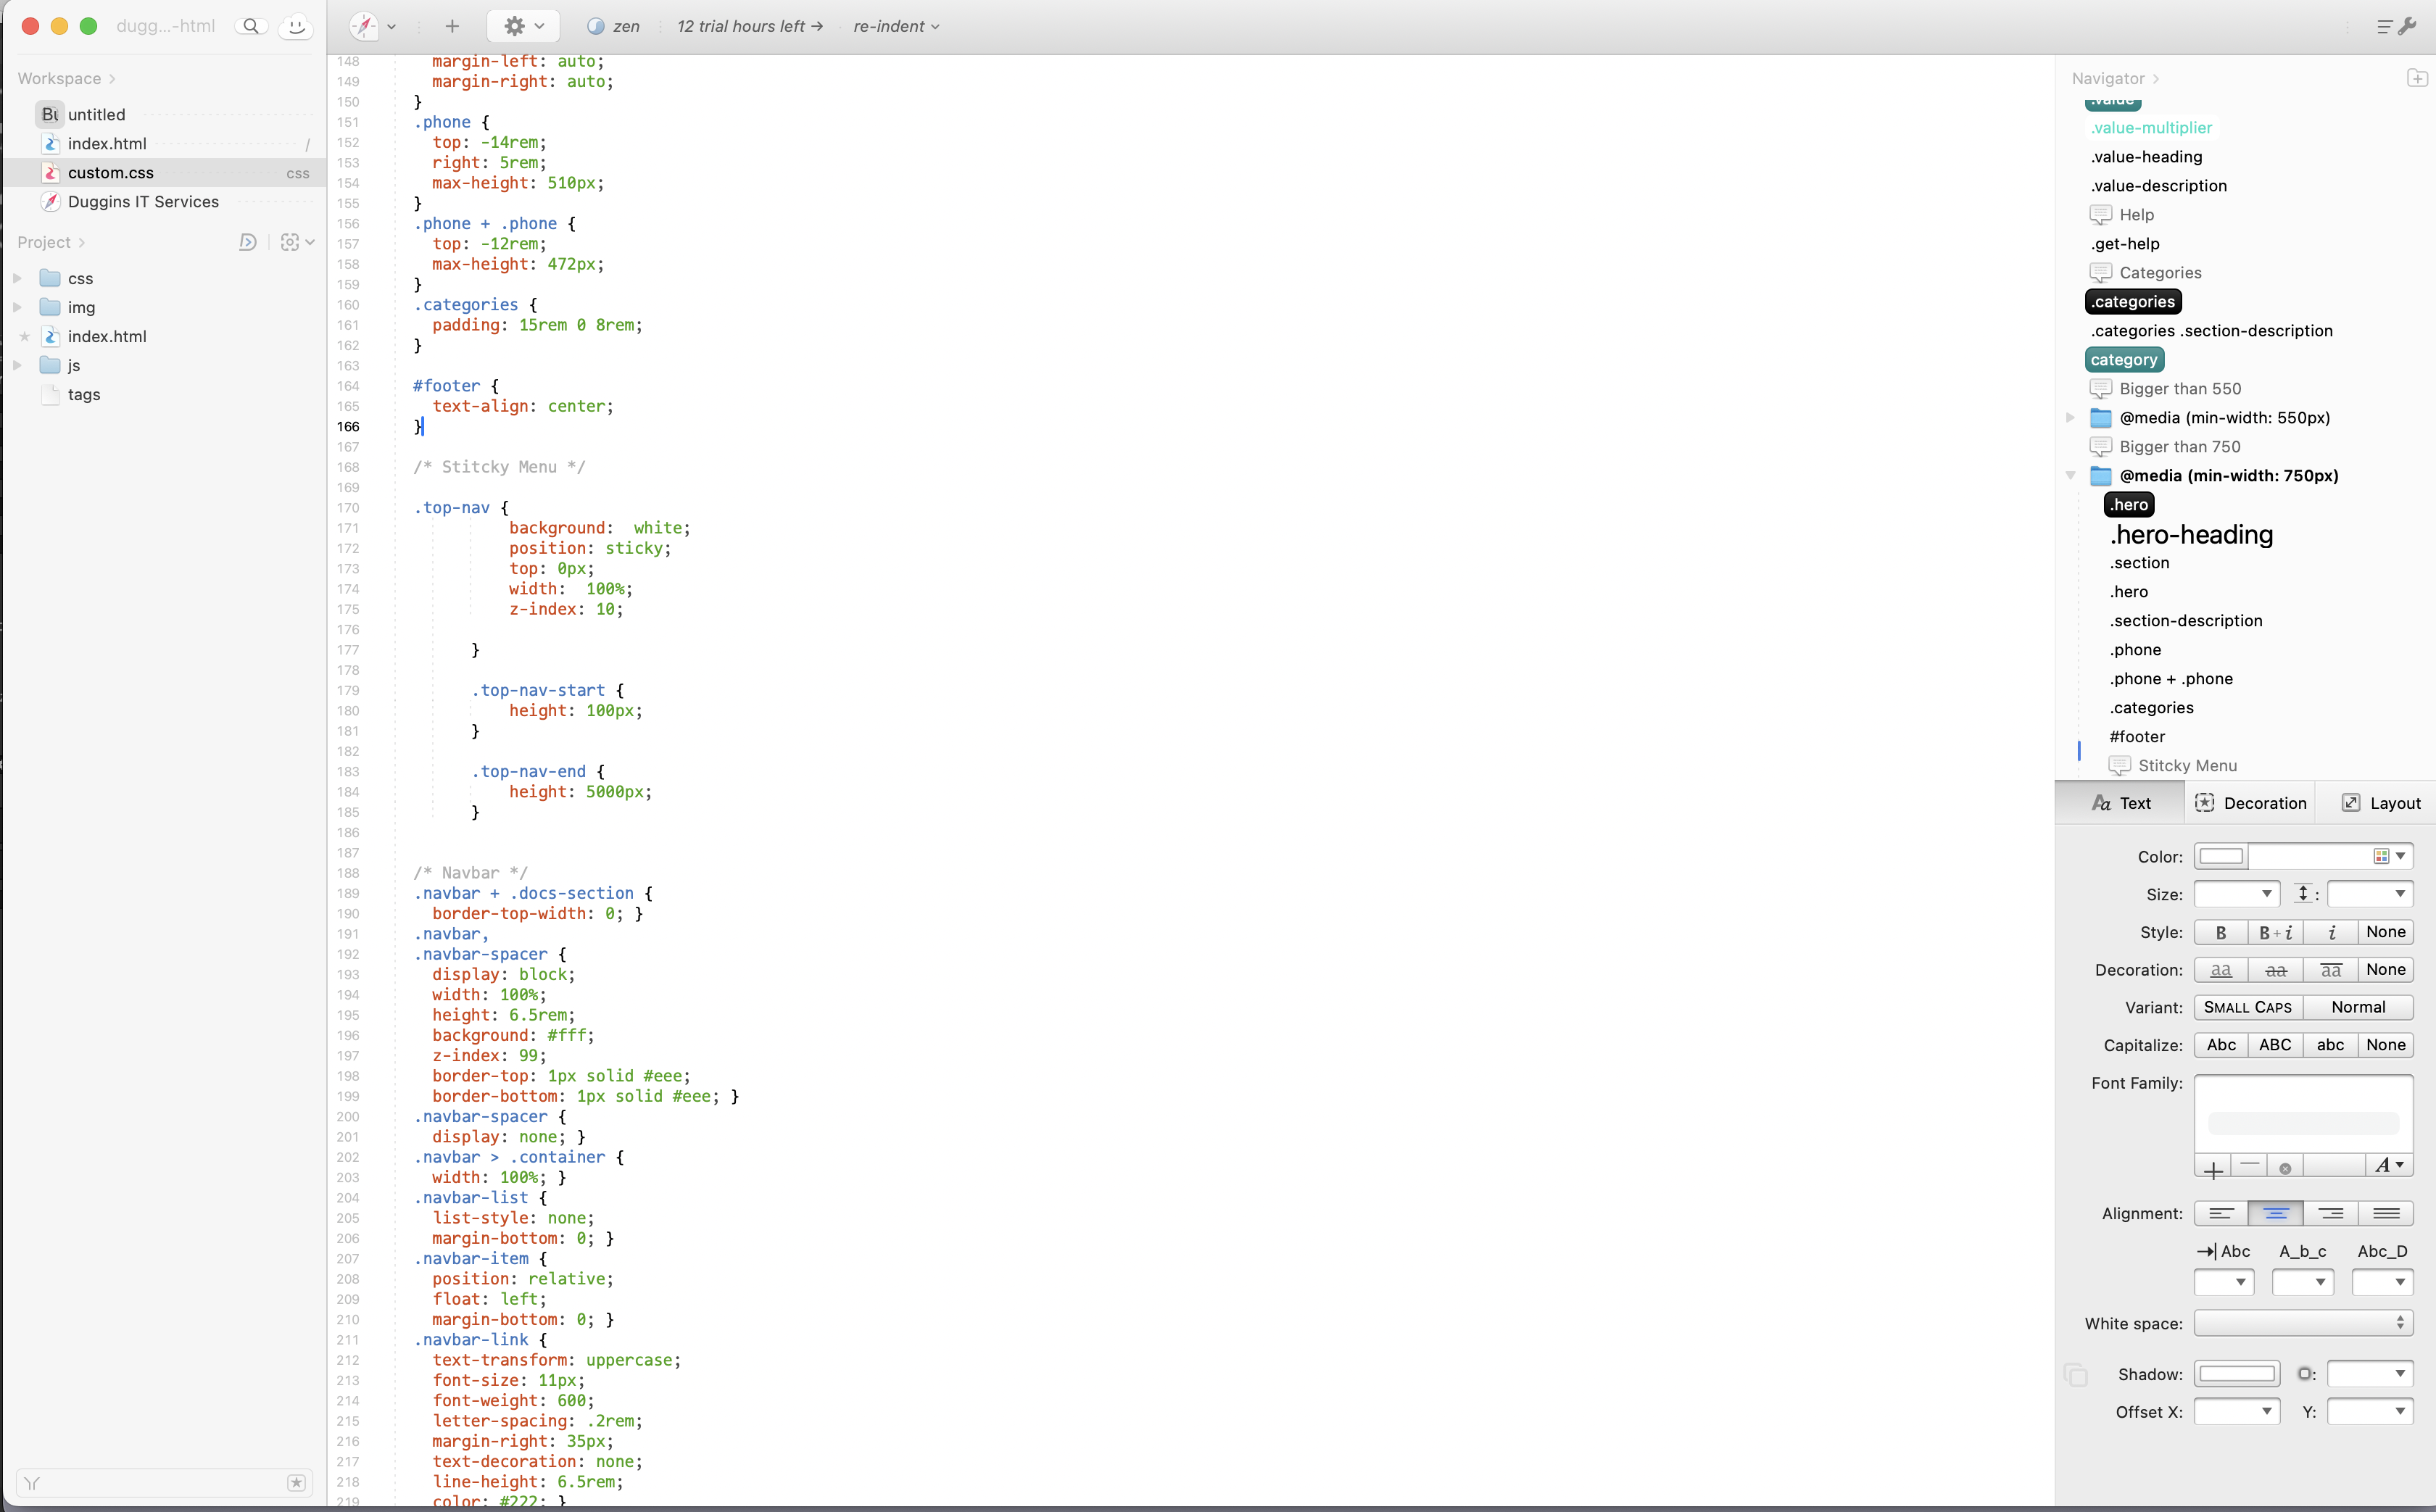 dugg...-html
zen
12 trial hours left →
re-indent
Workspace
untitled
index.html /
custom.css css
Duggins IT Services
Project
css
img
index.html
js
tags
148 margin-left: auto;
149 margin-right: auto;
150 }
151 .phone {
152 top: -14rem;
153 right: 5rem;
154 max-height: 510px;
155 }
156 .phone + .phone {
157 top: -12rem;
158 max-height: 472px;
159 }
160 .categories {
161 padding: 15rem 0 8rem;
162 }
163
164 #footer {
165 text-align: center;
166 }
167
168 /* Stitcky Menu */
169
170 .top-nav {
171 background:  white;
172 position: sticky;
173 top: 0px;
174 width:  100%;
175 z-index: 10;
176
177 }
178
179 .top-nav-start {
180 height: 100px;
181 }
182
183 .top-nav-end {
184 height: 5000px;
185 }
186
187
188 /* Navbar */
189 .navbar + .docs-section {
190 border-top-width: 0; }
191 .navbar,
192 .navbar-spacer {
193 display: block;
194 width: 100%;
195 height: 6.5rem;
196 background: #fff;
197 z-index: 99;
198 border-top: 1px solid #eee;
199 border-bottom: 1px solid #eee; }
200 .navbar-spacer {
201 display: none; }
202 .navbar > .container {
203 width: 100%; }
204 .navbar-list {
205 list-style: none;
206 margin-bottom: 0; }
207 .navbar-item {
208 position: relative;
209 float: left;
210 margin-bottom: 0; }
211 .navbar-link {
212 text-transform: uppercase;
213 font-size: 11px;
214 font-weight: 600;
215 letter-spacing: .2rem;
216 margin-right: 35px;
217 text-decoration: none;
218 line-height: 6.5rem;
219 color: #222; }
Navigator
.value
.value-multiplier
.value-heading
.value-description
Help
.get-help
Categories
.categories
.categories .section-description
category
Bigger than 550
@media (min-width: 550px)
Bigger than 750
@media (min-width: 750px)
.hero
.hero-heading
.section
.hero
.section-description
.phone
.phone + .phone
.categories
#footer
Stitcky Menu
Aa Text Decoration Layout
Color:
Size: :
Style: B B+i i None
Decoration: aa aa aa None
Variant: Small Caps Normal
Capitalize: Abc ABC abc None
Font Family:
A
Alignment:
Abc A_b_c Abc_D
White space:
Shadow: :
Offset X: Y: